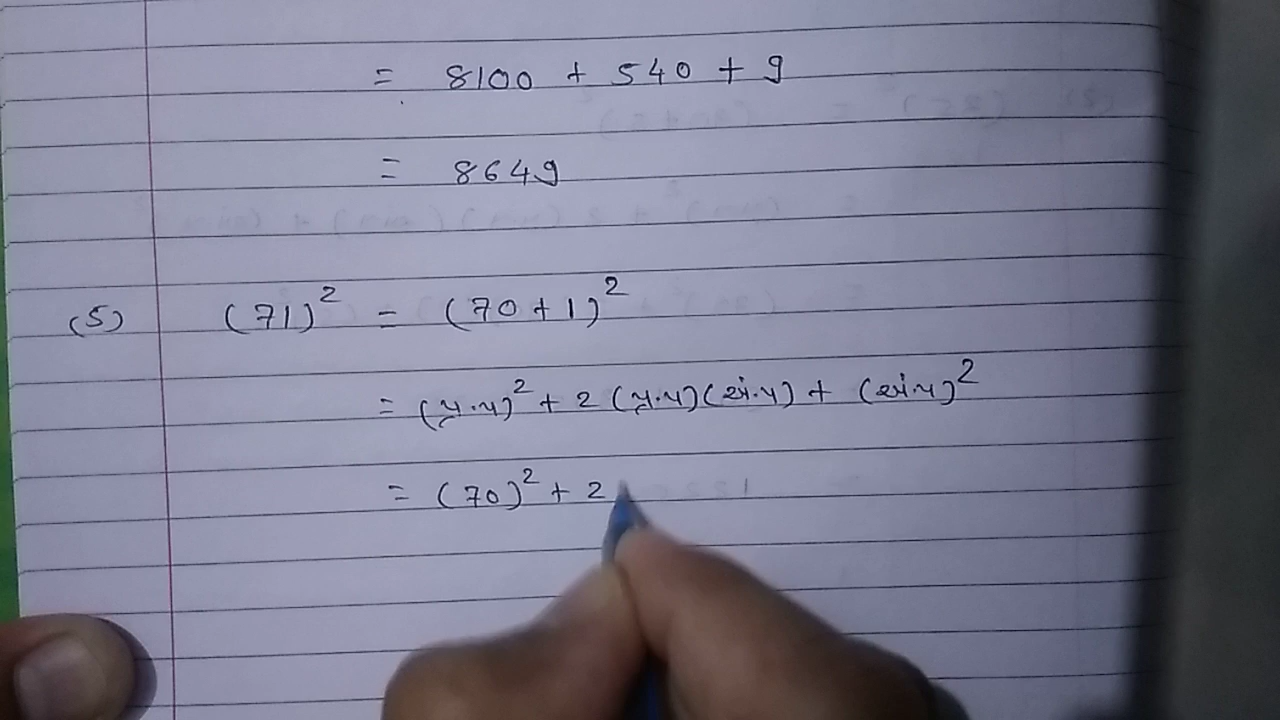 = 8100 + 540 + 9
= 8649
(5) (71)² = (70+1)²
= (પ્ર.પ)² + 2 (પ્ર.પ)(દ્વિ.પ) + (દ્વિ.પ)²
= (70)² + 2